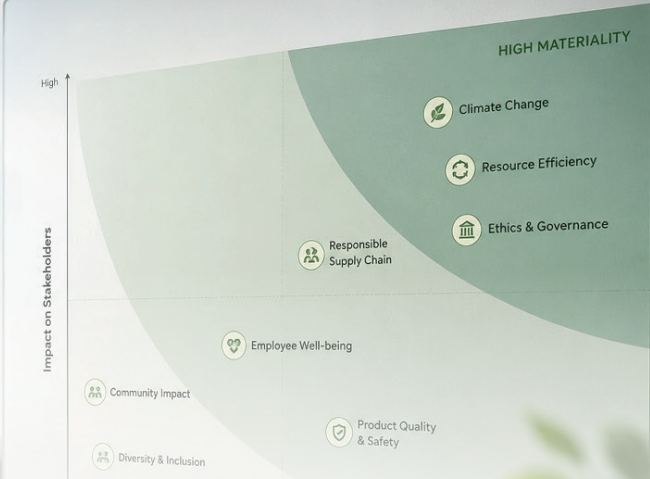 HIGH MATERIALITY
High
Climate Change
Resource Efficiency
Ethics & Governance
Responsible
Supply Chain
Impact on Stakeholders
Employee Well-being
Community Impact
Product Quality
& Safety
Diversity & Inclusion